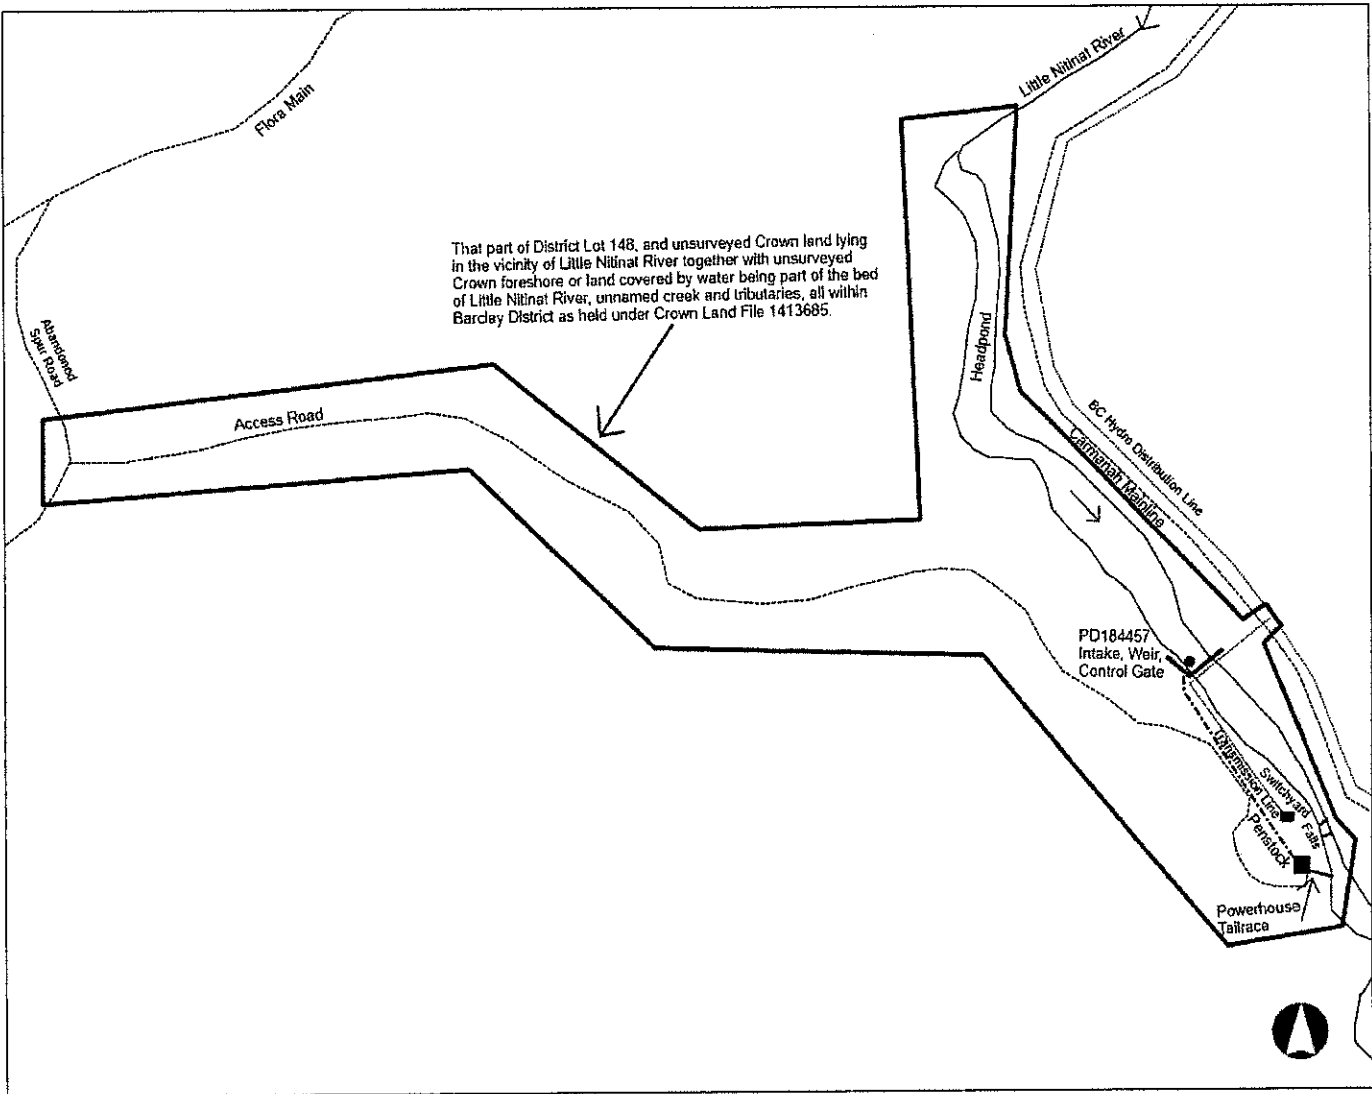 Little Nitinat River
Flora Main
That part of District Lot 148, and unsurveyed Crown land lying
in the vicinity of Little Nitinat River together with unsurveyed
Crown foreshore or land covered by water being part of the bed
of Little Nitinat River, unnamed creek and tributaries, all within
Barclay District as held under Crown Land File 1413685.
Abandoned
Spur Road
Headpond
Access Road
BC Hydro Distribution Line
Carmanah Mainline
PD184457
Intake, Weir,
Control Gate
Transmission Line
Switchyard
Falls
Penstock
Powerhouse
Tailrace